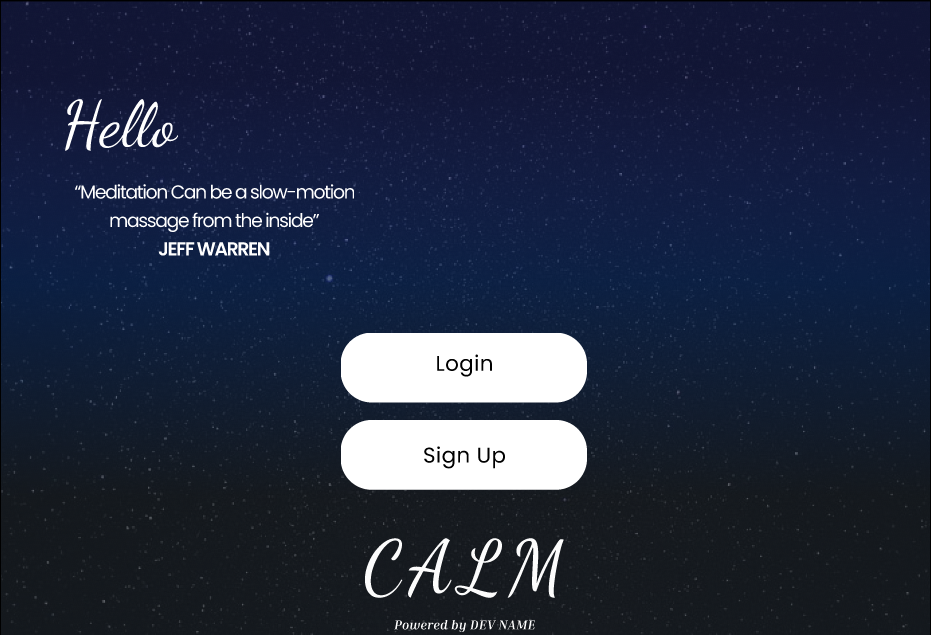 Hello
“Meditation Can be a slow-motion
massage from the inside”
JEFF WARREN
Login
Sign Up
CALM
Powered by DEV NAME